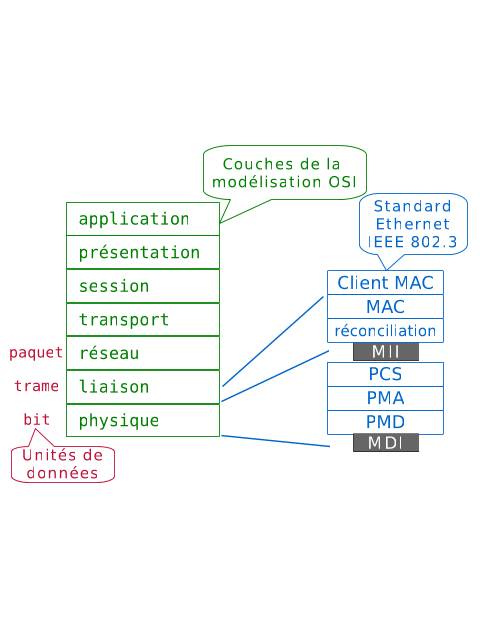 Couches de la
modélisation OSI
Standard
Ethernet
IEEE 802.3
application
présentation
session
transport
paquet réseau
trame liaison
bit physique
Unités de
données
Client MAC
MAC
réconciliation
MII
PCS
PMA
PMD
MDI